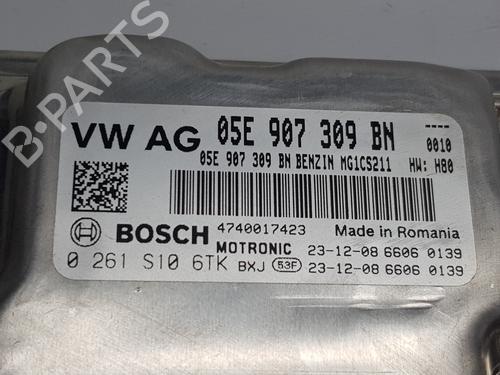 B-PARTS
VW AG 05E 907 309 BN ----
0010
05E 907 309 BN BENZIN MG1CS211 HW: H80
BOSCH 4740017423 Made in Romania
MOTRONIC 23-12-08 6606 0139
0 261 S10 6TK BXJ 53F 23-12-08 6606 0139